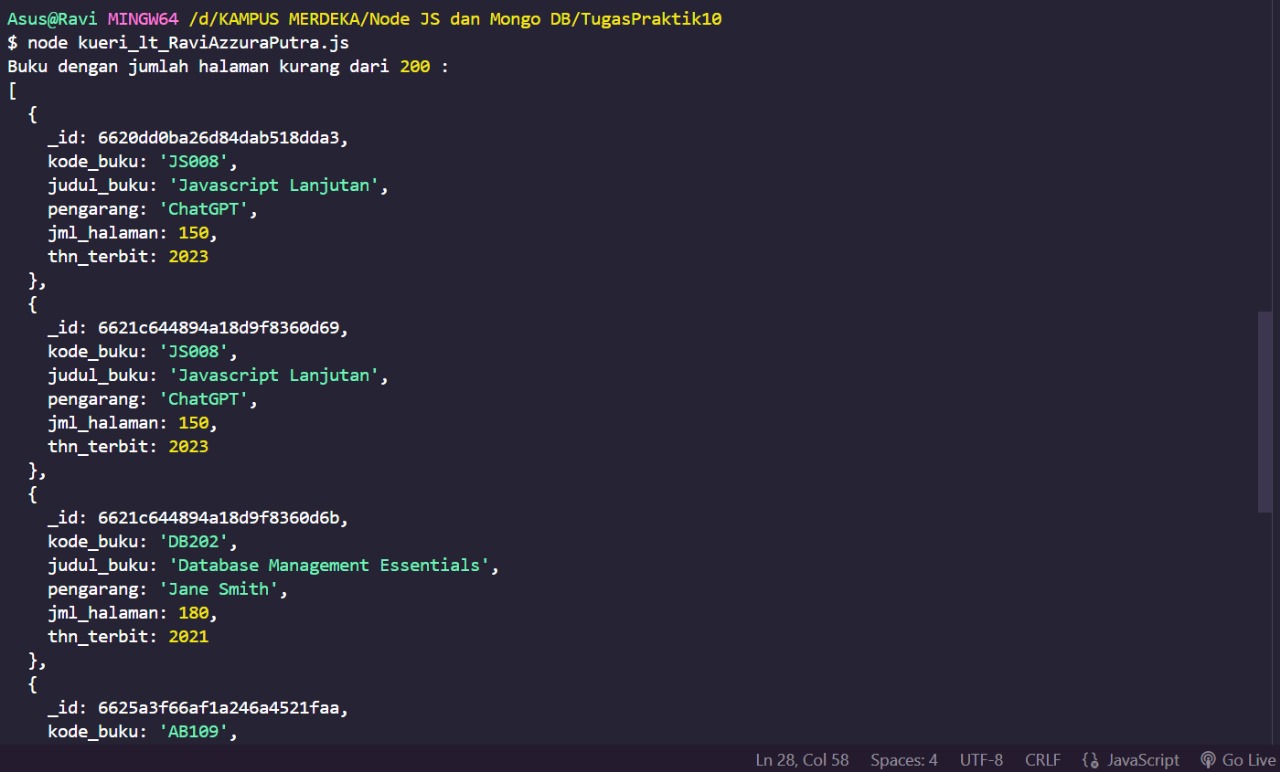 Asus@Ravi MINGW64 /d/KAMPUS MERDEKA/Node JS dan Mongo DB/TugasPraktik10
$ node kueri_lt_RaviAzzuraPutra.js
Buku dengan jumlah halaman kurang dari 200 :
[
  {
    _id: 6620dd0ba26d84dab518dda3,
    kode_buku: 'JS008',
    judul_buku: 'Javascript Lanjutan',
    pengarang: 'ChatGPT',
    jml_halaman: 150,
    thn_terbit: 2023
  },
  {
    _id: 6621c644894a18d9f8360d69,
    kode_buku: 'JS008',
    judul_buku: 'Javascript Lanjutan',
    pengarang: 'ChatGPT',
    jml_halaman: 150,
    thn_terbit: 2023
  },
  {
    _id: 6621c644894a18d9f8360d6b,
    kode_buku: 'DB202',
    judul_buku: 'Database Management Essentials',
    pengarang: 'Jane Smith',
    jml_halaman: 180,
    thn_terbit: 2021
  },
  {
    _id: 6625a3f66af1a246a4521faa,
    kode_buku: 'AB109',
Ln 28, Col 58 Spaces: 4 UTF-8 CRLF {} JavaScript Go Live